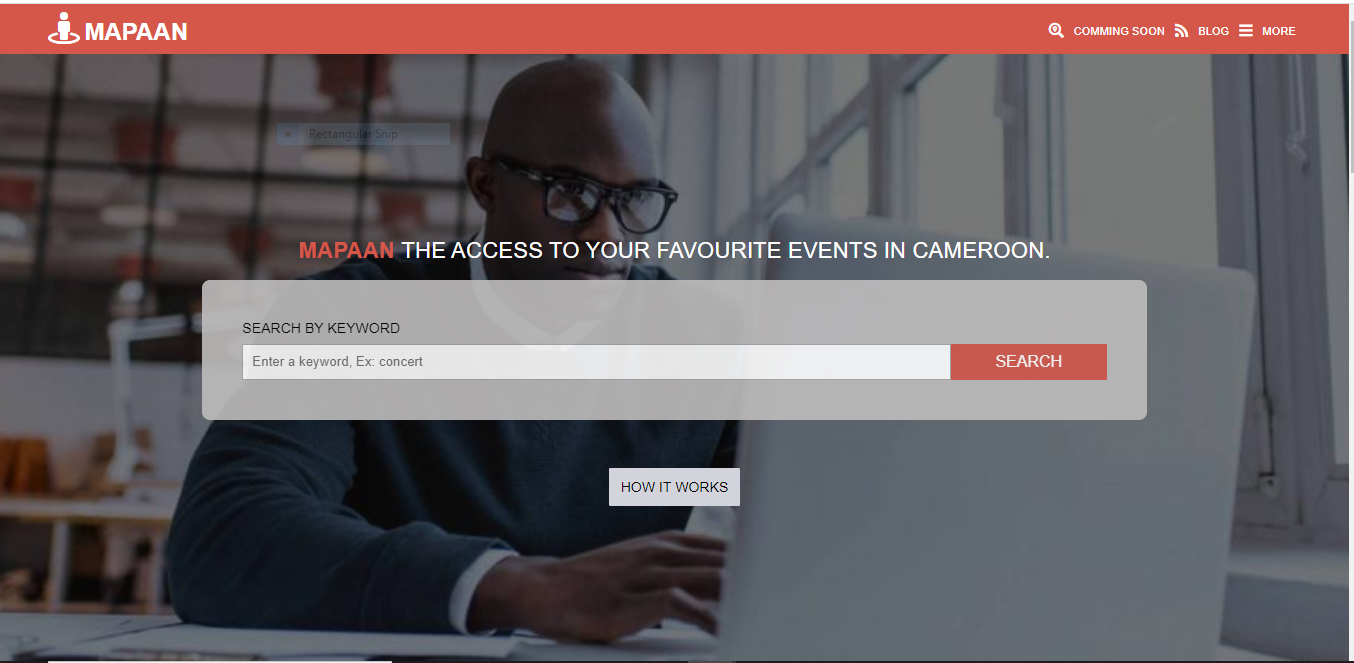 MAPAAN
COMMING SOON BLOG MORE
Rectangular Snip
MAPAAN THE ACCESS TO YOUR FAVOURITE EVENTS IN CAMEROON.
SEARCH BY KEYWORD
Enter a keyword, Ex: concert SEARCH
HOW IT WORKS